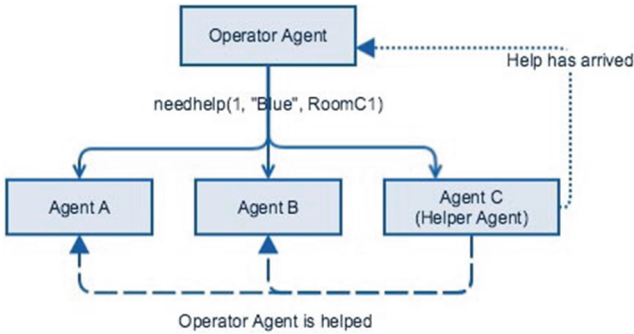 Operator Agent
Help has arrived
needhelp(1, "Blue", RoomC1)
Agent A
Agent B
Agent C
(Helper Agent)
Operator Agent is helped